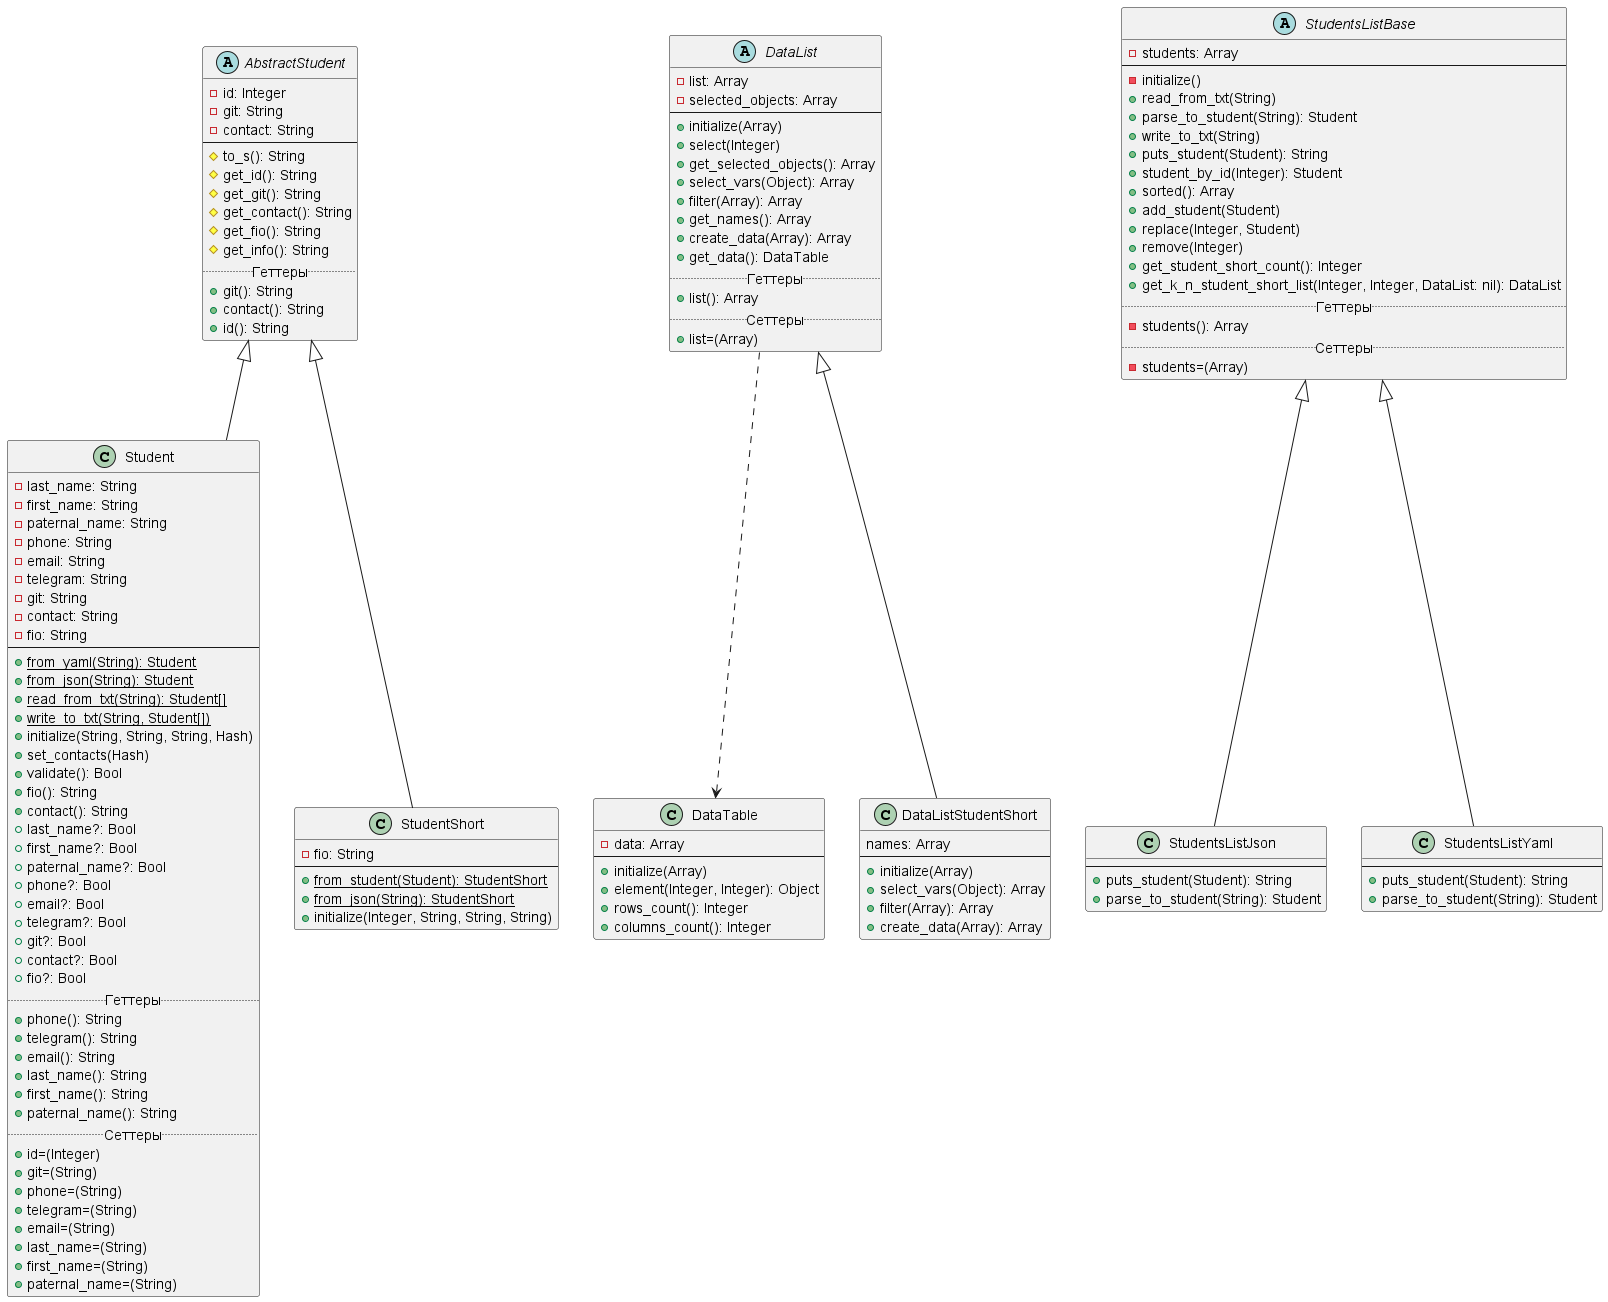 A AbstractStudent
id: Integer
git: String
contact: String
to_s(): String
get_id(): String
get_git(): String
get_contact(): String
get_fio(): String
get_info(): String
Геттеры
git(): String
contact(): String
id(): String
A DataList
list: Array
selected_objects: Array
initialize(Array)
select(Integer)
get_selected_objects(): Array
select_vars(Object): Array
filter(Array): Array
get_names(): Array
create_data(Array): Array
get_data(): DataTable
Геттеры
list(): Array
Сеттеры
list=(Array)
A StudentsListBase
students: Array
initialize()
read_from_txt(String)
parse_to_student(String): Student
write_to_txt(String)
puts_student(Student): String
student_by_id(Integer): Student
sorted(): Array
add_student(Student)
replace(Integer, Student)
remove(Integer)
get_student_short_count(): Integer
get_k_n_student_short_list(Integer, Integer, DataList: nil): DataList
Геттеры
students(): Array
Сеттеры
students=(Array)
C Student
last_name: String
first_name: String
paternal_name: String
phone: String
email: String
telegram: String
git: String
contact: String
fio: String
from_yaml(String): Student
from_json(String): Student
read_from_txt(String): Student[]
write_to_txt(String, Student[])
initialize(String, String, String, Hash)
set_contacts(Hash)
validate(): Bool
fio(): String
contact(): String
last_name?: Bool
first_name?: Bool
paternal_name?: Bool
phone?: Bool
email?: Bool
telegram?: Bool
git?: Bool
contact?: Bool
fio?: Bool
Геттеры
phone(): String
telegram(): String
email(): String
last_name(): String
first_name(): String
paternal_name(): String
Сеттеры
id=(Integer)
git=(String)
phone=(String)
telegram=(String)
email=(String)
last_name=(String)
first_name=(String)
paternal_name=(String)
C StudentShort
fio: String
from_student(Student): StudentShort
from_json(String): StudentShort
initialize(Integer, String, String, String)
C DataTable
data: Array
initialize(Array)
element(Integer, Integer): Object
rows_count(): Integer
columns_count(): Integer
C DataListStudentShort
names: Array
initialize(Array)
select_vars(Object): Array
filter(Array): Array
create_data(Array): Array
C StudentsListJson
puts_student(Student): String
parse_to_student(String): Student
C StudentsListYaml
puts_student(Student): String
parse_to_student(String): Student